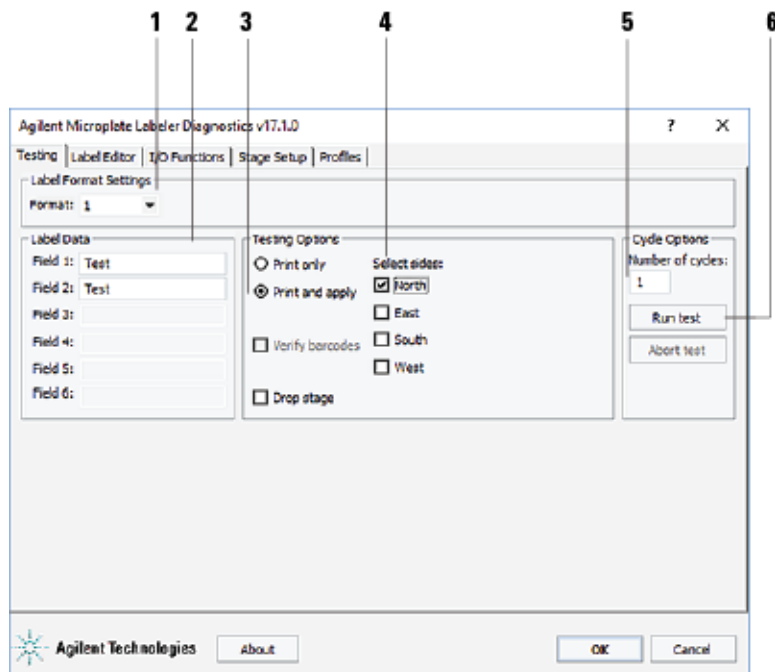 1 2 3 4 5 6
Agilent Microplate Labeler Diagnostics v17.1.0 ? X
Testing Label Editor I/O Functions Stage Setup Profiles
Label Format Settings
Format: 1
Label Data
Field 1: Test
Field 2: Test
Field 3:
Field 4:
Field 5:
Field 6:
Testing Options
Print only
Print and apply
Verify barcodes
Drop stage
Select sides:
North
East
South
West
Cycle Options
Number of cycles:
1
Run test
Abort test
Agilent Technologies About OK Cancel